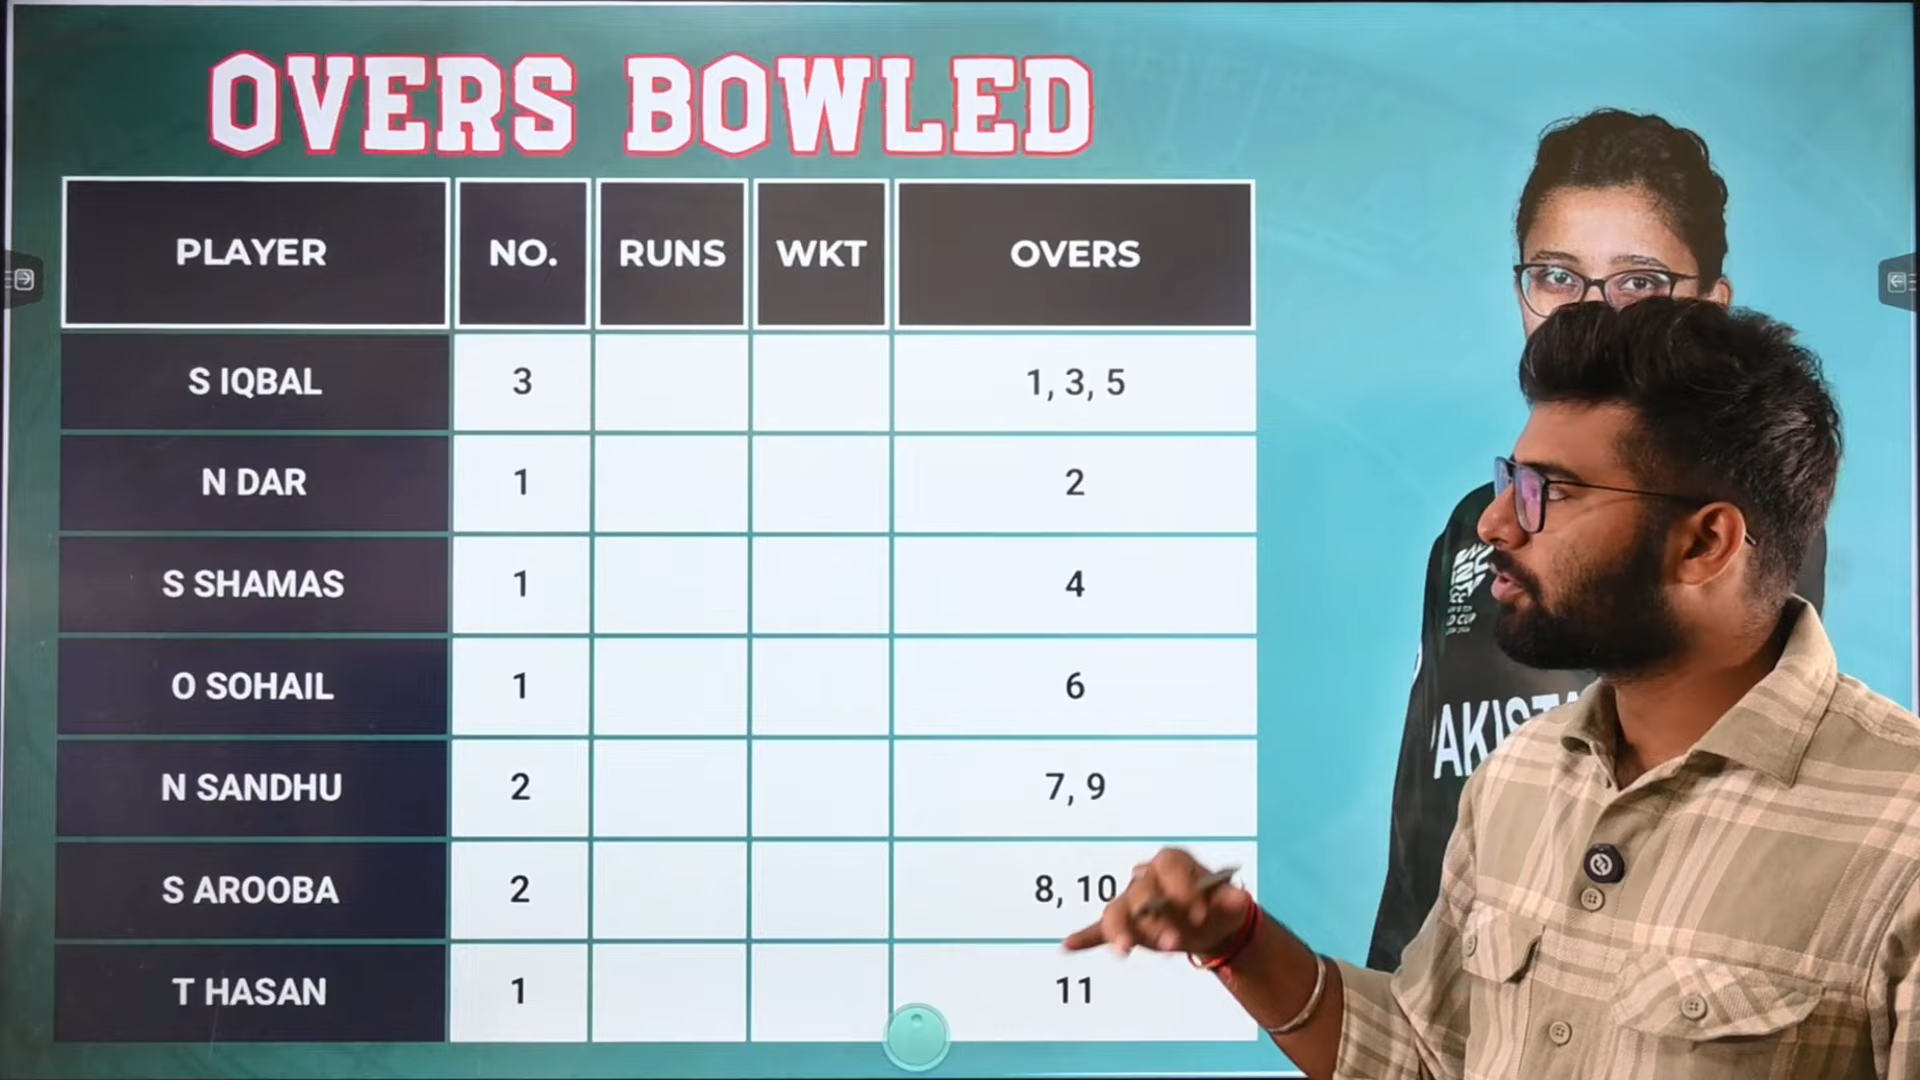 OVERS BOWLED
PLAYER NO. RUNS WKT OVERS
S IQBAL 3 1, 3, 5
N DAR 1 2
S SHAMAS 1 4
O SOHAIL 1 6
N SANDHU 2 7, 9
S AROOBA 2 8, 10
T HASAN 1 11
D CUP